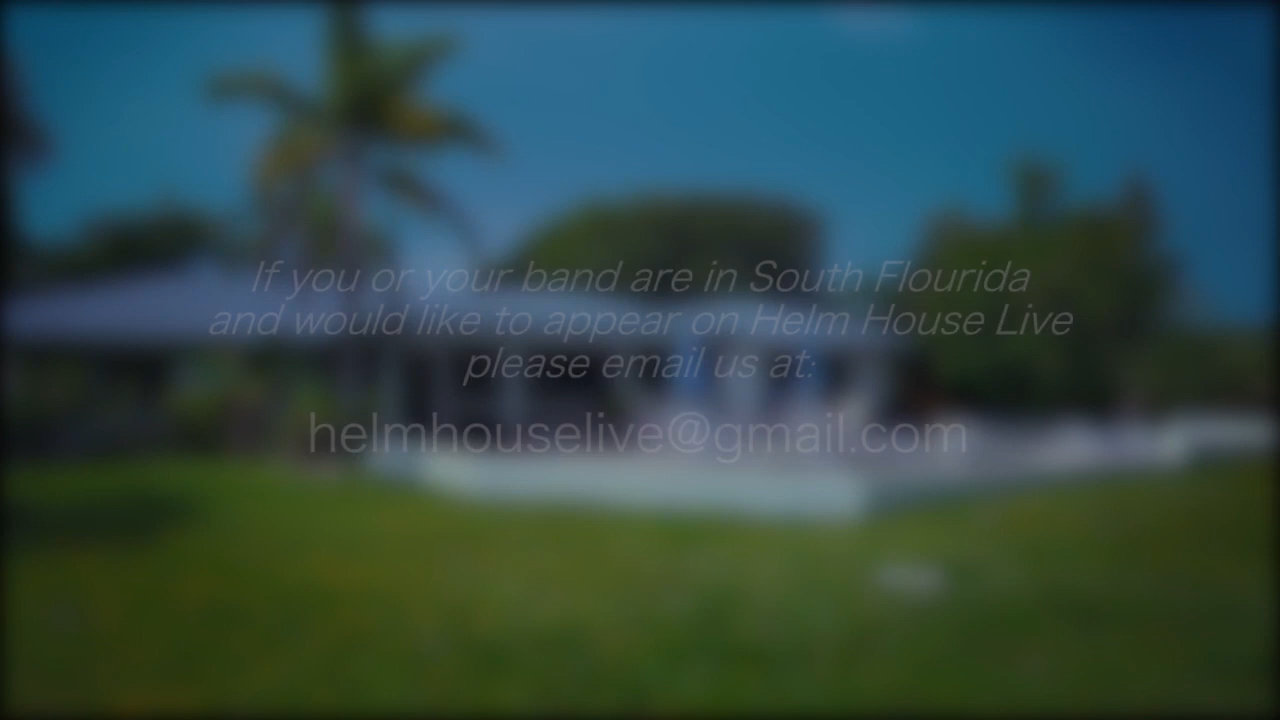 If you or your band are in South Flourida
and would like to appear on Helm House Live
please email us at:
helmhouselive@gmail.com